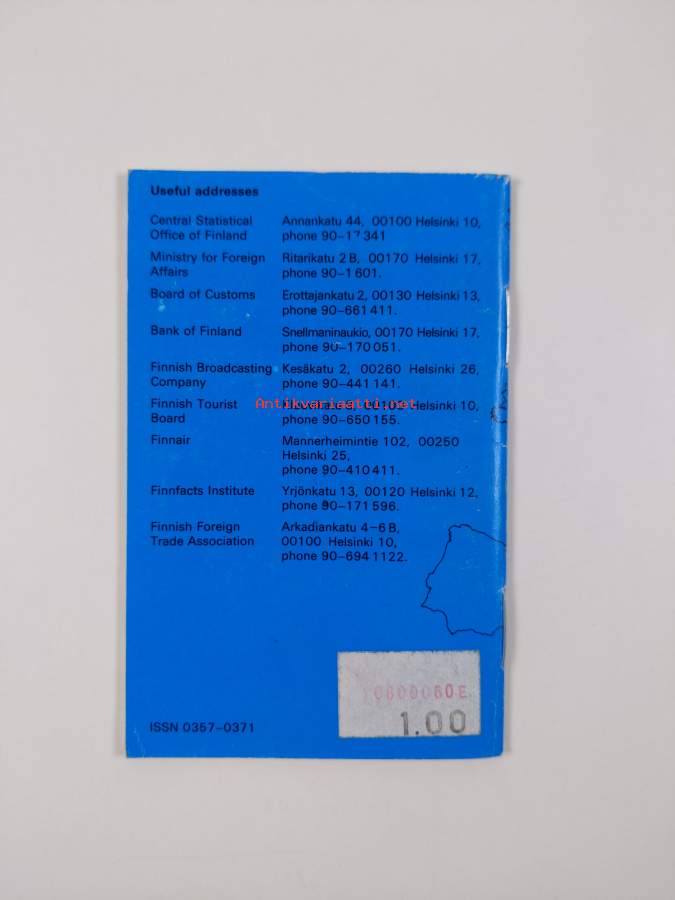 Useful addresses
Central Statistical Office of Finland
Annankatu 44, 00100 Helsinki 10,
phone 90–17 341
Ministry for Foreign Affairs
Ritarikatu 2 B, 00170 Helsinki 17,
phone 90–1 601.
Board of Customs
Erottajankatu 2, 00130 Helsinki 13,
phone 90–661 411.
Bank of Finland
Snellmaninaukio, 00170 Helsinki 17,
phone 90–170 051.
Finnish Broadcasting Company
Kesäkatu 2, 00260 Helsinki 26,
phone 90–441 141.
Finnish Tourist Board
Antikvariaatti.net
Helsinki 10,
phone 90–650 155.
Finnair
Mannerheimintie 102, 00250
Helsinki 25,
phone 90–410 411.
Finnfacts Institute
Yrjönkatu 13, 00120 Helsinki 12,
phone 90–171 596.
Finnish Foreign Trade Association
Arkadiankatu 4–6 B,
00100 Helsinki 10,
phone 90–694 1122.
1.00
ISSN 0357–0371